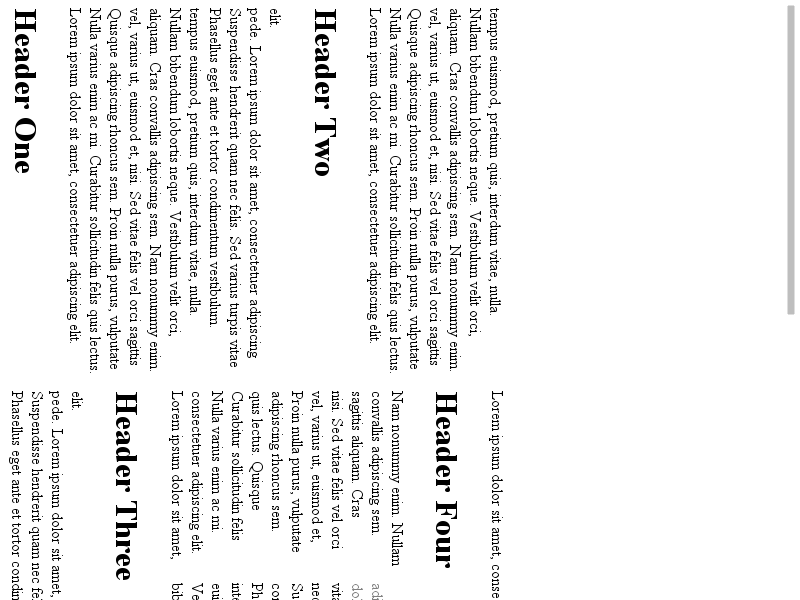 Header One
Lorem ipsum dolor sit amet, consectetuer adipiscing elit.
Nulla varius enim ac mi. Curabitur sollicitudin felis quis lectus.
Quisque adipiscing rhoncus sem. Proin nulla purus, vulputate
vel, varius ut, euismod et, nisi. Sed vitae felis vel orci sagittis
aliquam. Cras convallis adipiscing sem. Nam nonummy enim.
Nullam bibendum lobortis neque. Vestibulum velit orci,
tempus euismod, pretium quis, interdum vitae, nulla.
Phasellus eget ante et tortor condimentum vestibulum.
Suspendisse hendrerit quam nec felis. Sed varius turpis vitae
pede. Lorem ipsum dolor sit amet, consectetuer adipiscing
elit.
Header Two
Lorem ipsum dolor sit amet, consectetuer adipiscing elit.
Nulla varius enim ac mi. Curabitur sollicitudin felis quis lectus.
Quisque adipiscing rhoncus sem. Proin nulla purus, vulputate
vel, varius ut, euismod et, nisi. Sed vitae felis vel orci sagittis
aliquam. Cras convallis adipiscing sem. Nam nonummy enim.
Nullam bibendum lobortis neque. Vestibulum velit orci,
tempus euismod, pretium quis, interdum vitae, nulla.
Phasellus eget ante et tortor
Suspendisse hendrerit quam nec
pede. Lorem ipsum dolor sit amet,
elit.
Header Three
Lorem ipsum dolor sit amet,
consectetuer adipiscing elit.
Nulla varius enim ac mi.
Curabitur sollicitudin felis
quis lectus. Quisque
adipiscing rhoncus sem.
Proin nulla purus, vulputate
vel, varius ut, euismod et,
nisi. Sed vitae felis vel orci
sagittis aliquam. Cras
convallis adipiscing sem.
Nam nonummy enim. Nullam
Header Four
Lorem ipsum dolor sit amet, conse